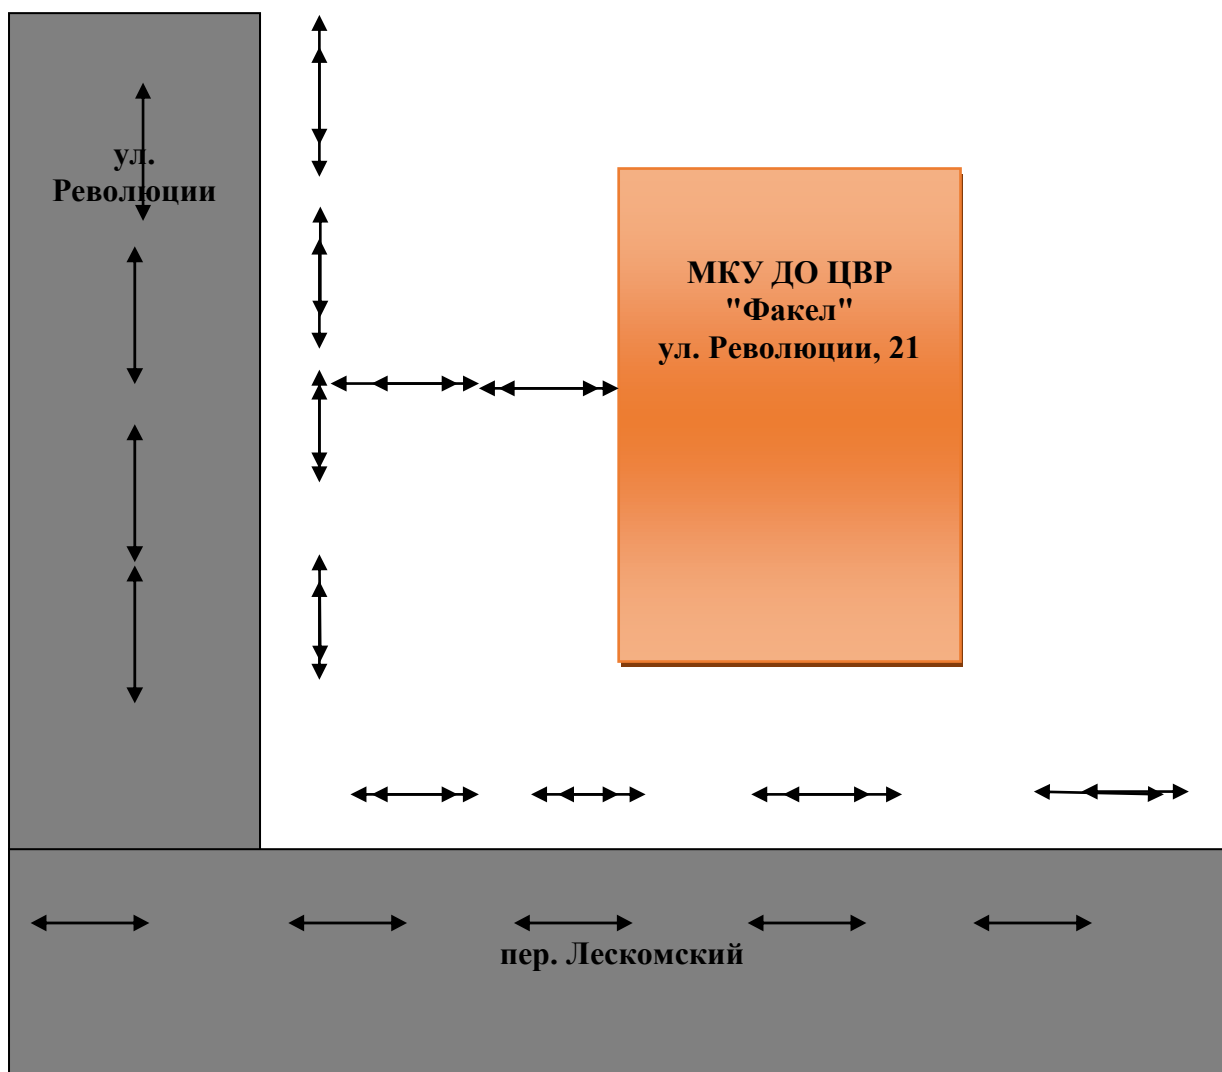 ул.
Революции
МКУ ДО ЦВР
"Факел"
ул. Революции, 21
пер. Лескомский